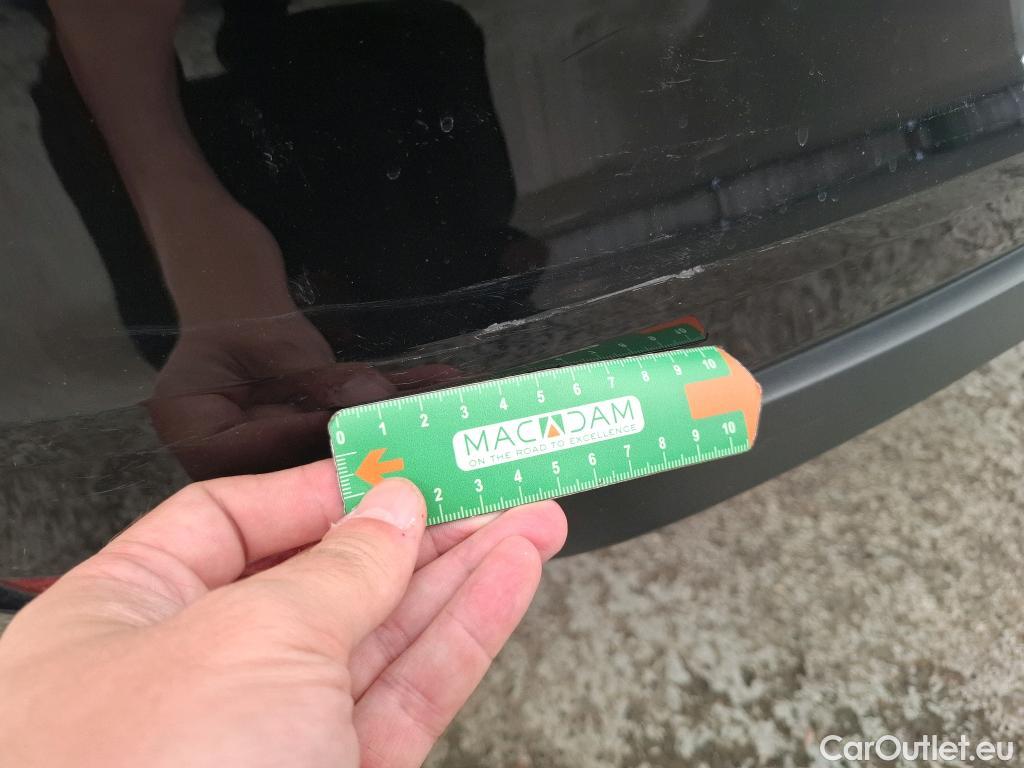 0 1 2 3 4 5 6 7 8 9 10
MACADAM
ON THE ROAD TO EXCELLENCE
2 3 4 5 6 7 8 9 10
CarOutlet.eu